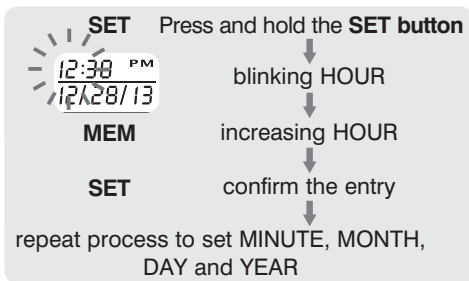 SET Press and hold the SET button
12:38 PM blinking HOUR
12\28/13
MEM increasing HOUR
SET confirm the entry
repeat process to set MINUTE, MONTH,
DAY and YEAR